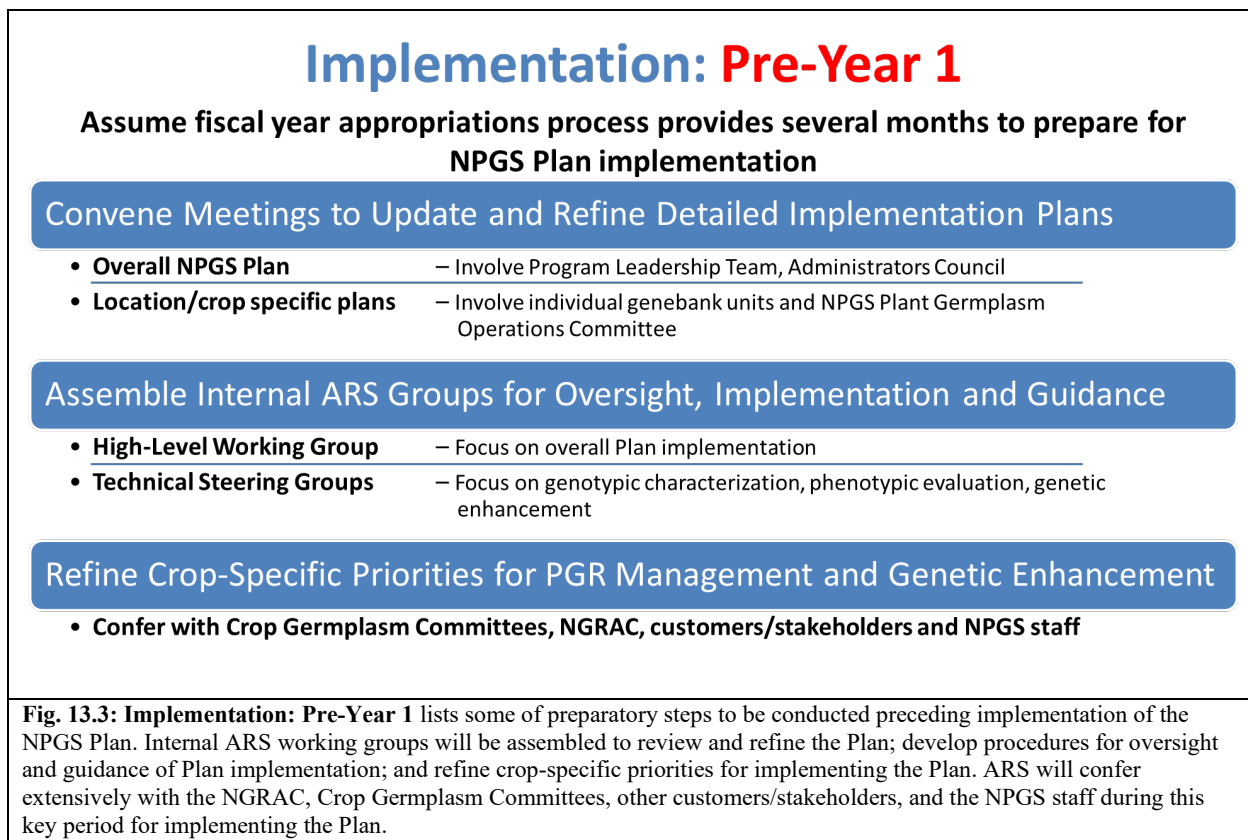 Implementation: Pre-Year 1
Assume fiscal year appropriations process provides several months to prepare for
NPGS Plan implementation
Convene Meetings to Update and Refine Detailed Implementation Plans
• Overall NPGS Plan – Involve Program Leadership Team, Administrators Council
• Location/crop specific plans – Involve individual genebank units and NPGS Plant Germplasm
Operations Committee
Assemble Internal ARS Groups for Oversight, Implementation and Guidance
• High-Level Working Group – Focus on overall Plan implementation
• Technical Steering Groups – Focus on genotypic characterization, phenotypic evaluation, genetic
enhancement
Refine Crop-Specific Priorities for PGR Management and Genetic Enhancement
• Confer with Crop Germplasm Committees, NGRAC, customers/stakeholders and NPGS staff
Fig. 13.3: Implementation: Pre-Year 1 lists some of preparatory steps to be conducted preceding implementation of the
NPGS Plan. Internal ARS working groups will be assembled to review and refine the Plan; develop procedures for oversight
and guidance of Plan implementation; and refine crop-specific priorities for implementing the Plan. ARS will confer
extensively with the NGRAC, Crop Germplasm Committees, other customers/stakeholders, and the NPGS staff during this
key period for implementing the Plan.